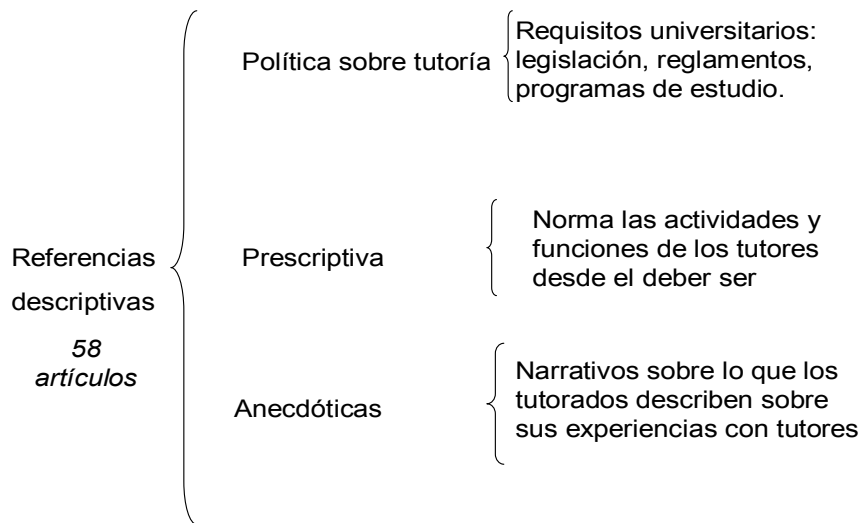 Referencias
descriptivas
58
artículos
Política sobre tutoría
Requisitos universitarios:
legislación, reglamentos,
programas de estudio.
Prescriptiva
Norma las actividades y
funciones de los tutores
desde el deber ser
Anecdóticas
Narrativos sobre lo que los
tutorados describen sobre
sus experiencias con tutores